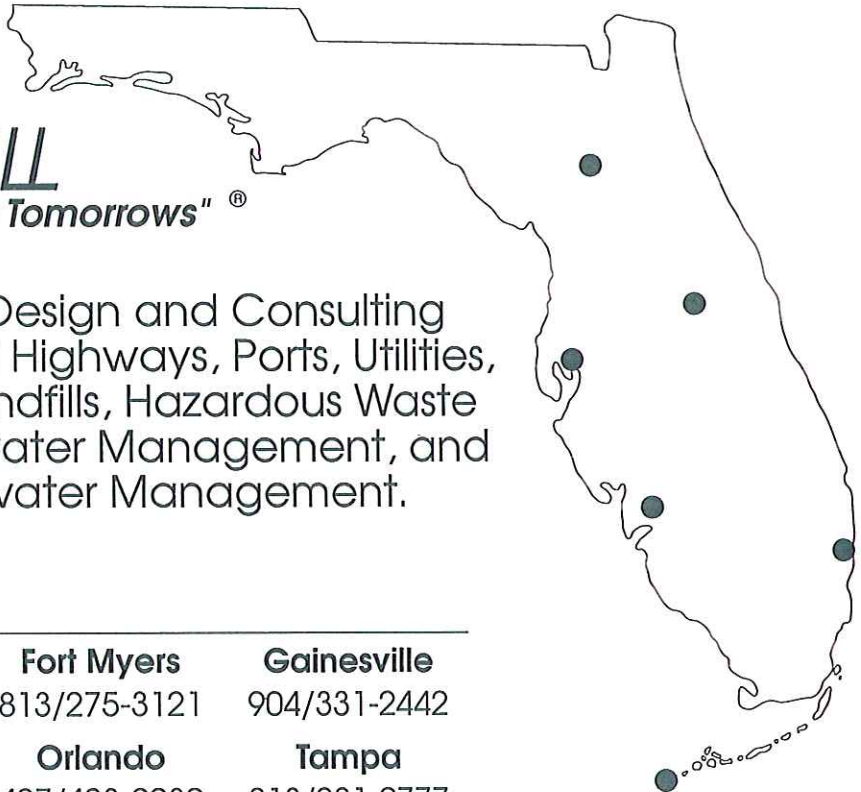 LL
Tomorrows" ®
Design and Consulting
Highways, Ports, Utilities,
ndfills, Hazardous Waste
ater Management, and
water Management.
Fort Myers Gainesville
813/275-3121 904/331-2442
Orlando Tampa